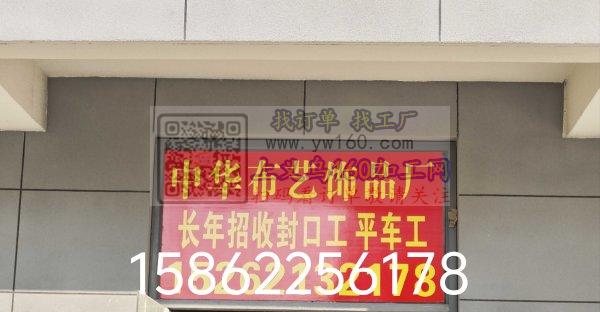 找订单 找工厂
www.yw160.com
中华布艺饰品厂
长年招收封口工 平车工
15862256178